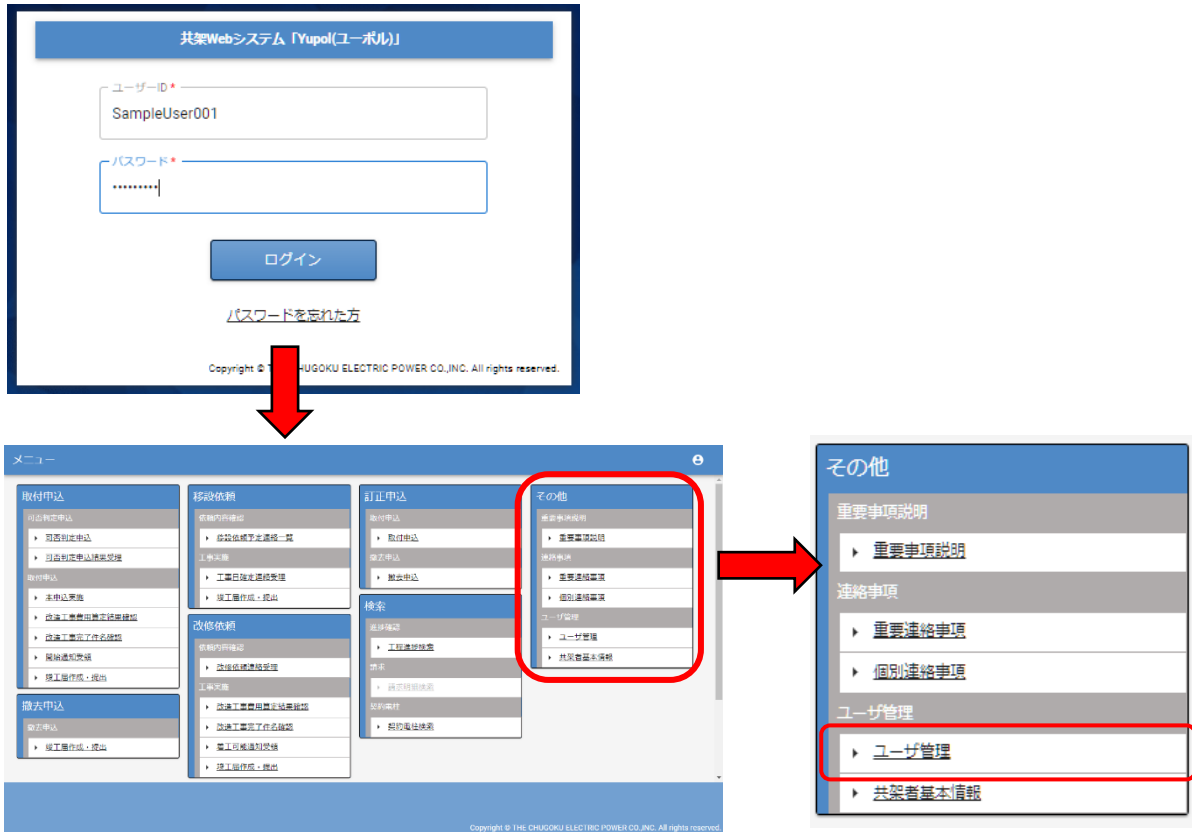 共架Webシステム「Yupol(ユーポル)」
ユーザーID *
SampleUser001
パスワード *
•••••••••
ログイン
パスワードを忘れた方
Copyright © T HUGOKU ELECTRIC POWER CO.,INC. All rights reserved.
メニュー
取付申込
可否判定申込
可否判定申込
可否判定申込結果受理
取付申込
本申込実施
改造工事費用算定結果確認
改造工事完了件名確認
開始通知受領
竣工届作成・提出
撤去申込
撤去申込
竣工届作成・提出
移設依頼
依頼内容確認
移設依頼予定連絡一覧
工事実施
工事日確定連絡受理
竣工届作成・提出
改修依頼
依頼内容確認
改修依頼連絡受理
工事実施
改造工事費用算定結果確認
改造工事完了件名確認
着工可能通知受領
竣工届作成・提出
訂正申込
取付申込
取付申込
撤去申込
撤去申込
検索
進捗確認
工程進捗検索
請求
請求明細検索
契約電柱
契約電柱検索
その他
重要事項説明
重要事項説明
連絡事項
重要連絡事項
個別連絡事項
ユーザ管理
ユーザ管理
共架者基本情報
Copyright © THE CHUGOKU ELECTRIC POWER CO.,INC. All rights reserved.
その他
重要事項説明
重要事項説明
連絡事項
重要連絡事項
個別連絡事項
ユーザ管理
ユーザ管理
共架者基本情報